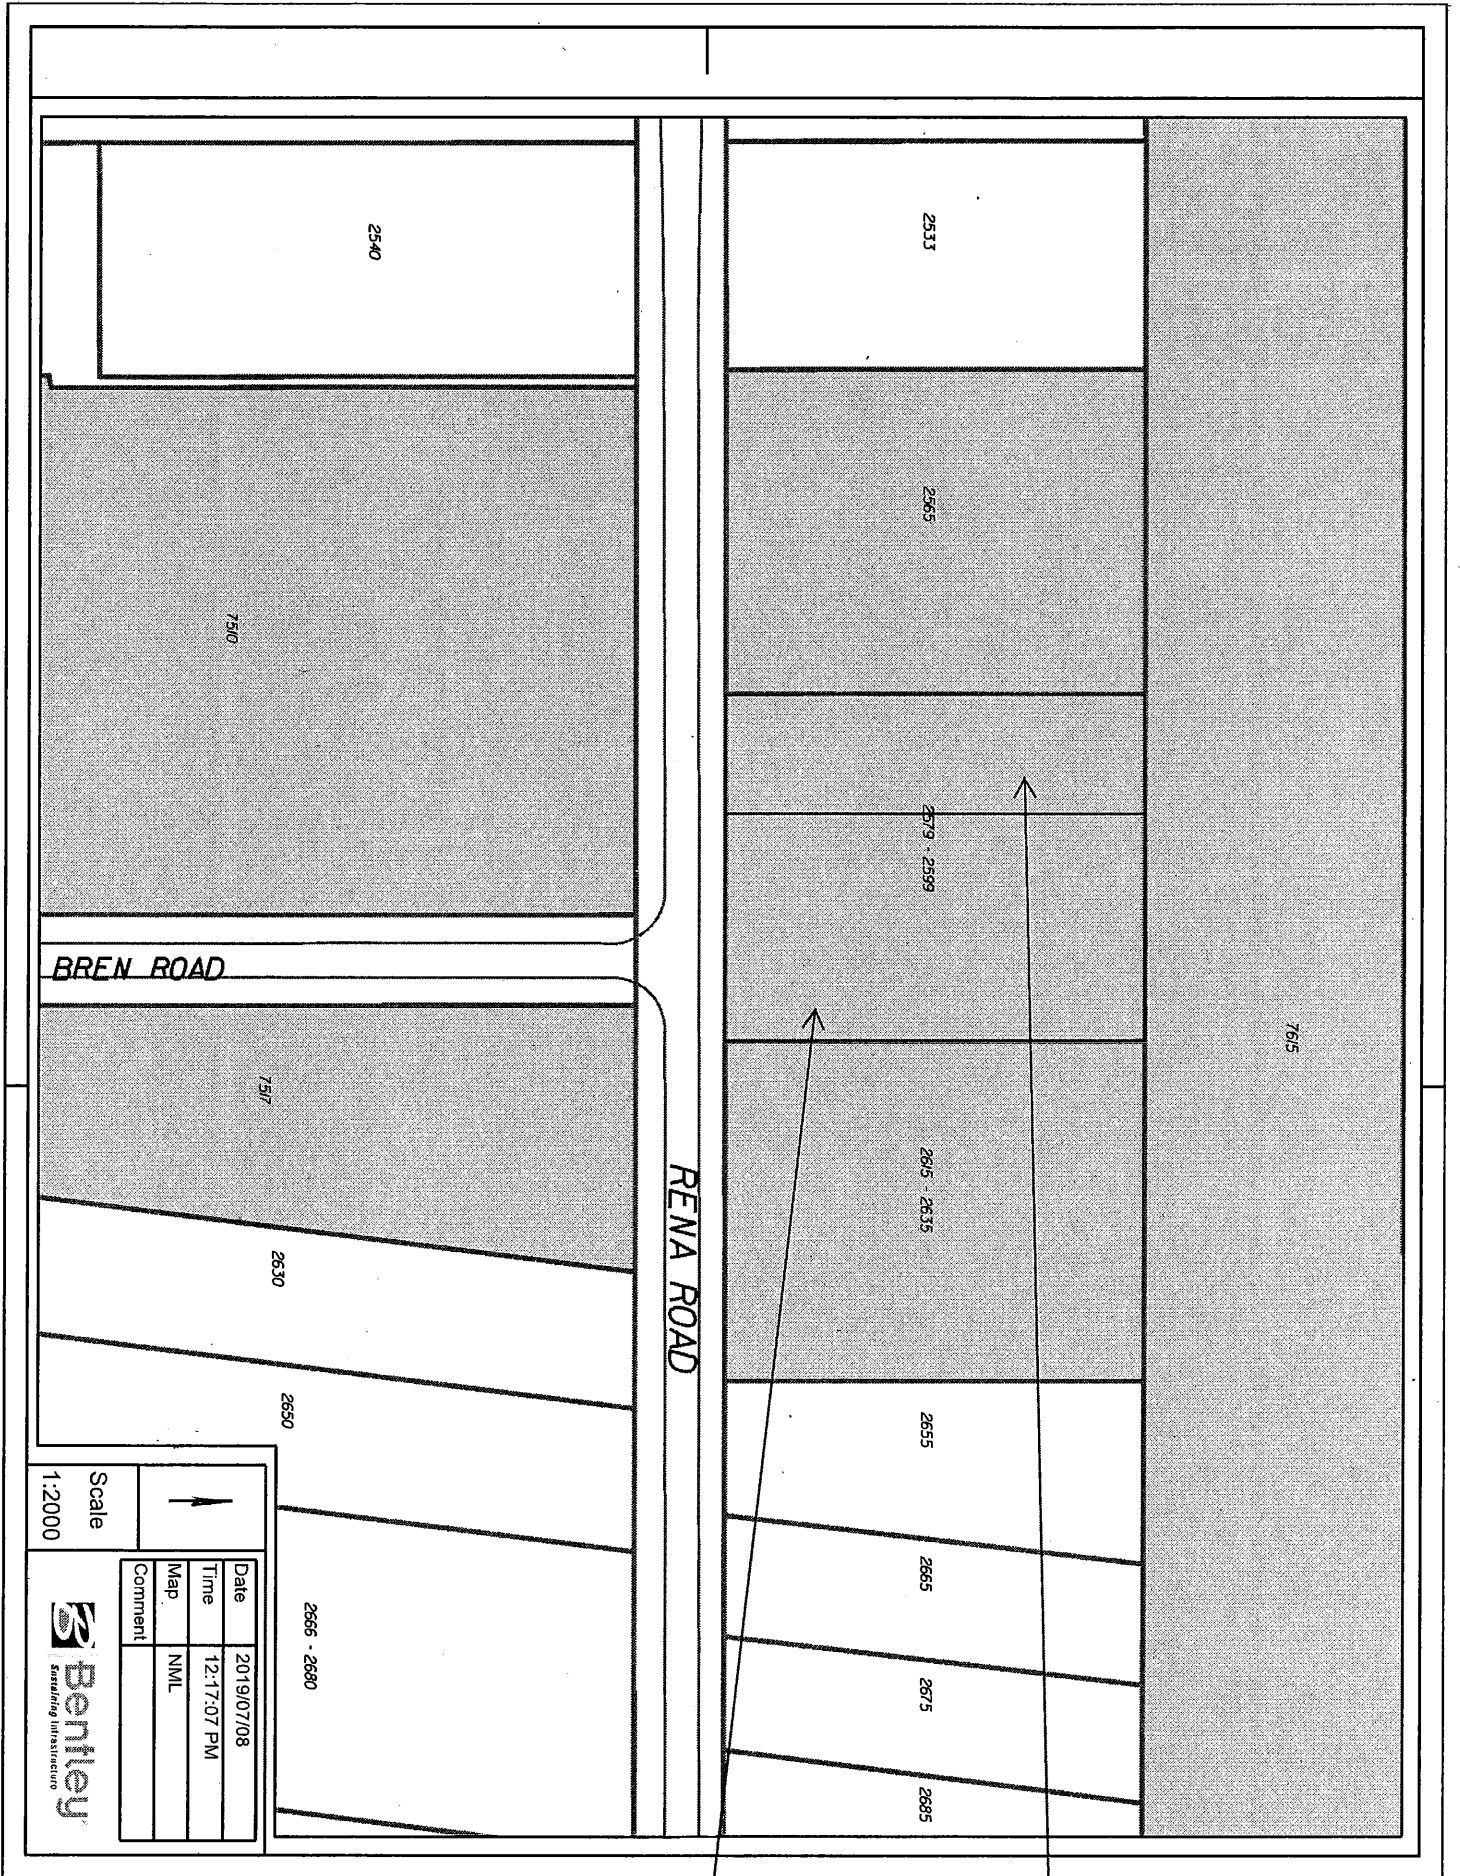 7615
2533
2565
2579 - 2599
2615 - 2635
2655
2665
2675
2685
RENA ROAD
2540
7510
BREN ROAD
7517
2630
2650
2666 - 2680
Scale
1:2000
Date 2019/07/08
Time 12:17:07 PM
Map NML
Comment
Bentley
Sustaining Infrastructure